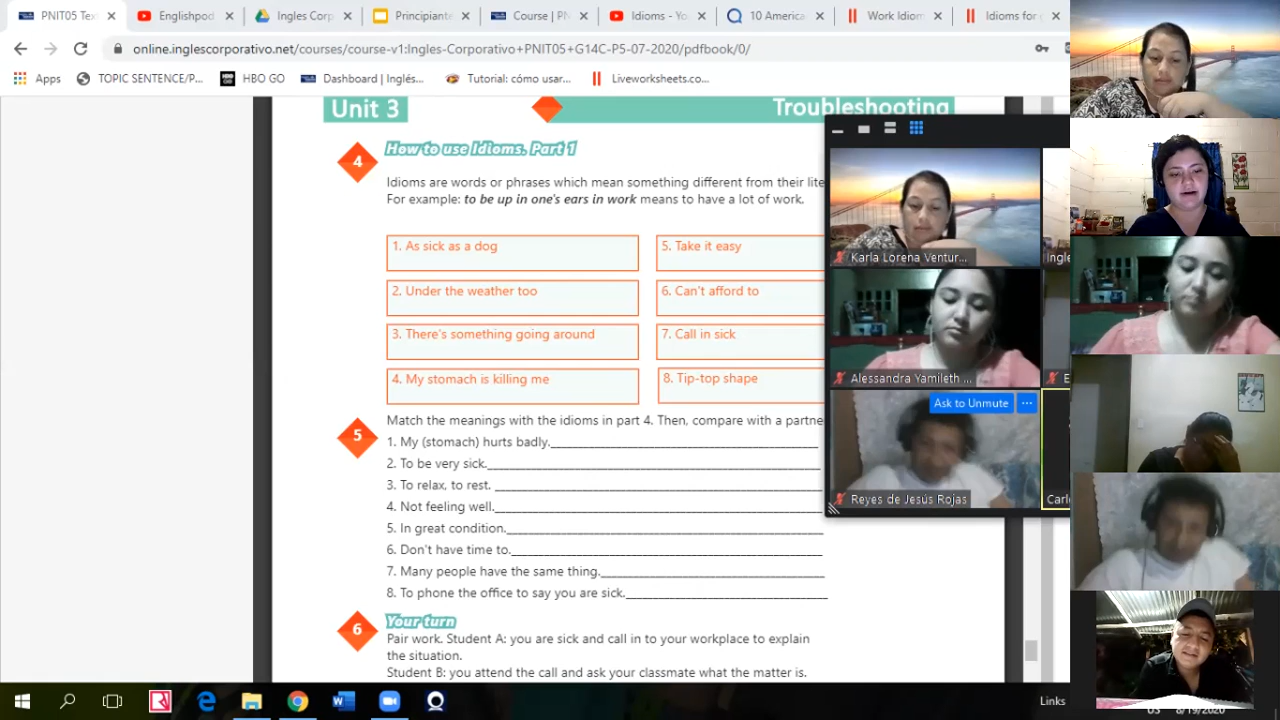 PNIT05 Tex
Englishpod
Ingles Corp
Principiante
Course | PN
Idioms - Yo
10 America
Work Idiom
Idioms for
online.inglescorporativo.net/courses/course-v1:Ingles-Corporativo+PNIT05+G14C-P5-07-2020/pdfbook/0/
Apps
TOPIC SENTENCE/P...
HBO GO
Dashboard | Inglés...
Tutorial: cómo usar...
Liveworksheets.co...
Unit 3
Troubleshooting
4
How to use Idioms. Part 1
Idioms are words or phrases which mean something different from their lite
For example: to be up in one's ears in work means to have a lot of work.
1. As sick as a dog
5. Take it easy
2. Under the weather too
6. Can't afford to
3. There's something going around
7. Call in sick
4. My stomach is killing me
8. Tip-top shape
5
Match the meanings with the idioms in part 4. Then, compare with a partne
1. My (stomach) hurts badly.
2. To be very sick.
3. To relax, to rest.
4. Not feeling well.
5. In great condition.
6. Don't have time to.
7. Many people have the same thing.
8. To phone the office to say you are sick.
6
Your turn
Pair work. Student A: you are sick and call in to your workplace to explain
the situation.
Student B: you attend the call and ask your classmate what the matter is.
Karla Lorena Ventur...
Ingle
Alessandra Yamileth ...
E
Ask to Unmute
Reyes de Jesús Rojas
Carlo
Links
US
8/19/2020